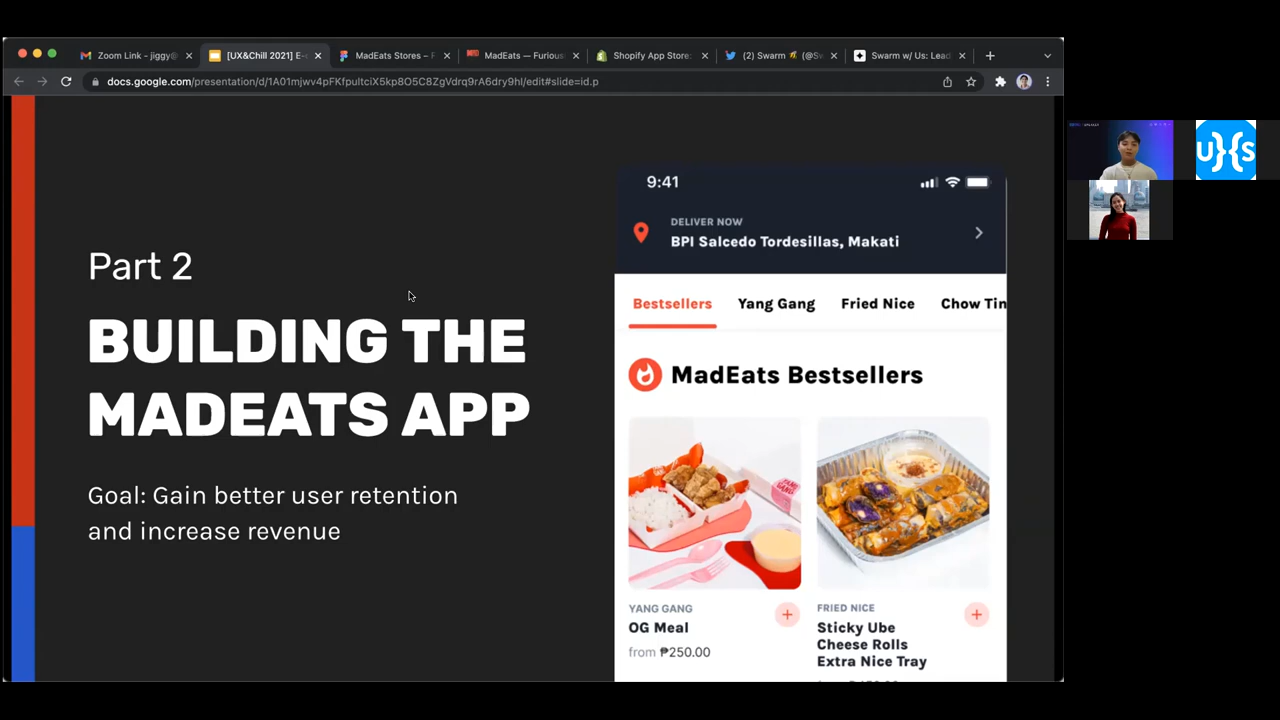 Zoom Link - jiggy@
[UX&Chill 2021] E-
MadEats Stores – F
MadEats — Furious
Shopify App Store:
(2) Swarm 🐝 (@Sw
Swarm w/ Us: Lead
docs.google.com/presentation/d/1A01mjwv4pFKfpultciX5kp8O5C8ZgVdrq9rA6dry9hI/edit#slide=id.p
Part 2
BUILDING THE
MADEATS APP
Goal: Gain better user retention
and increase revenue
9:41
DELIVER NOW
BPI Salcedo Tordesillas, Makati
Bestsellers Yang Gang Fried Nice Chow Tin
MadEats Bestsellers
YANG GANG
OG Meal
from ₱250.00
FRIED NICE
Sticky Ube
Cheese Rolls
Extra Nice Tray
U}{S